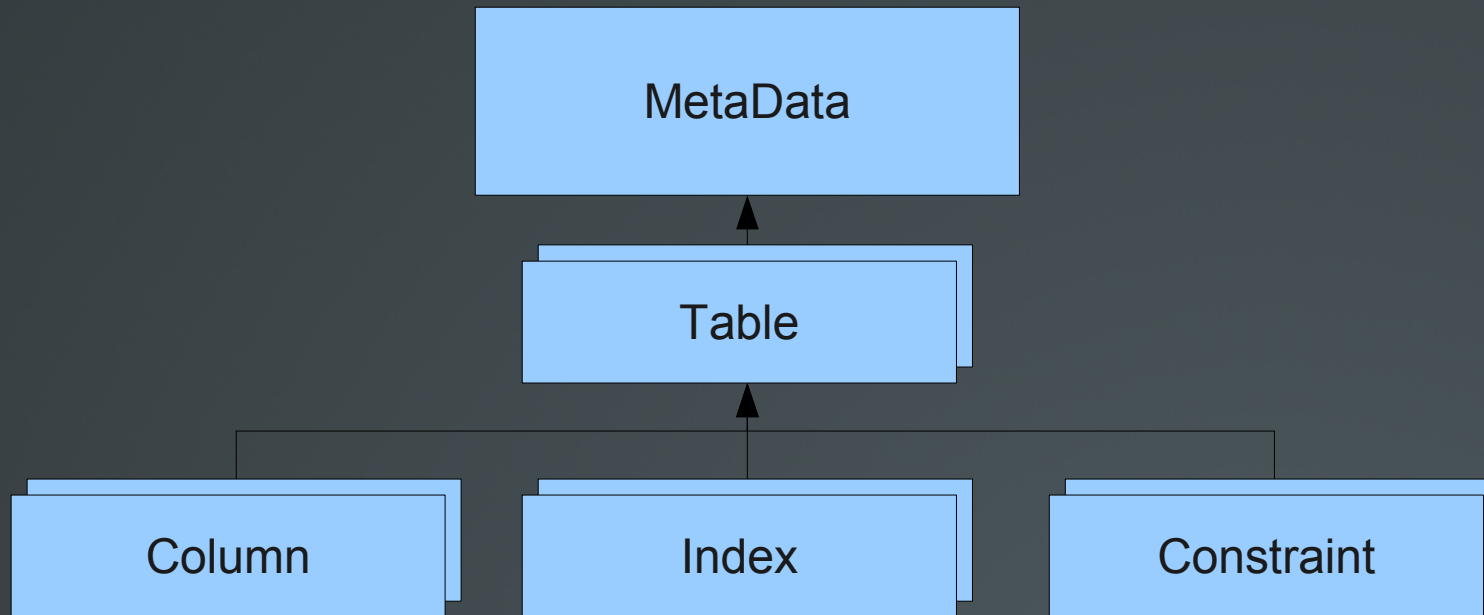 MetaData
Table
Column
Index
Constraint